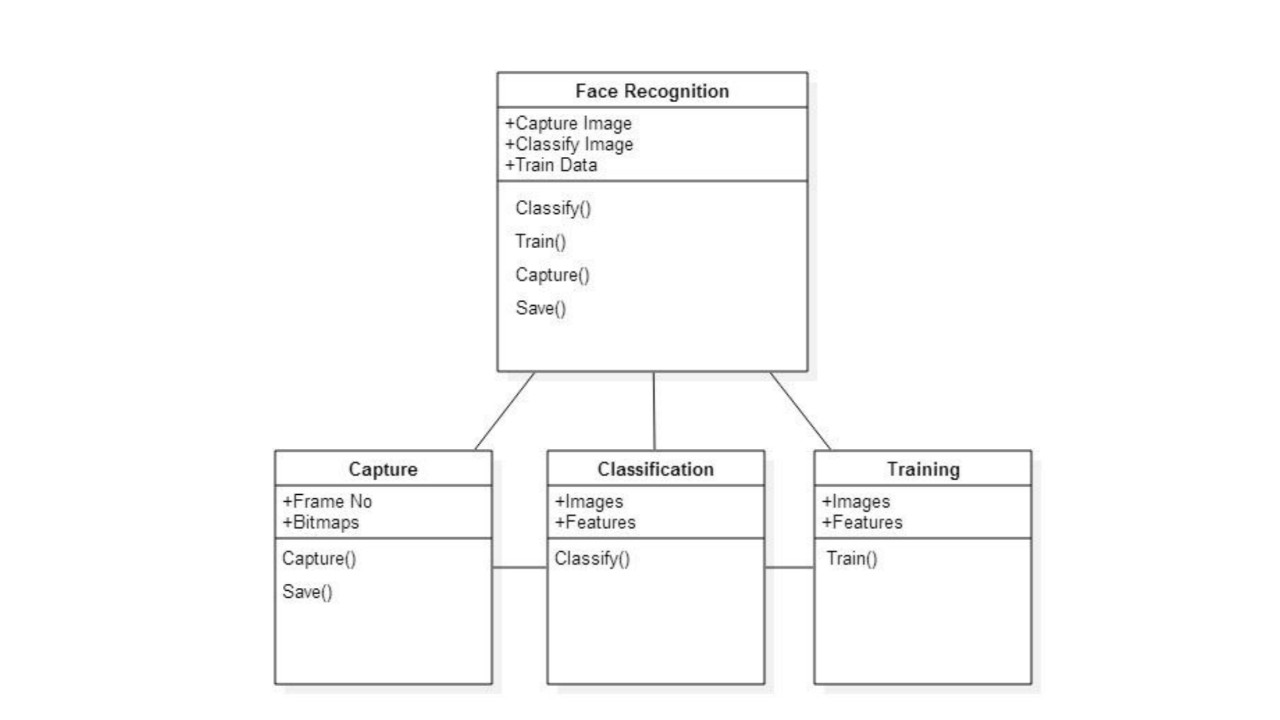 Face Recognition
+Capture Image
+Classify Image
+Train Data
Classify()
Train()
Capture()
Save()
Capture
+Frame No
+Bitmaps
Capture()
Save()
Classification
+Images
+Features
Classify()
Training
+Images
+Features
Train()